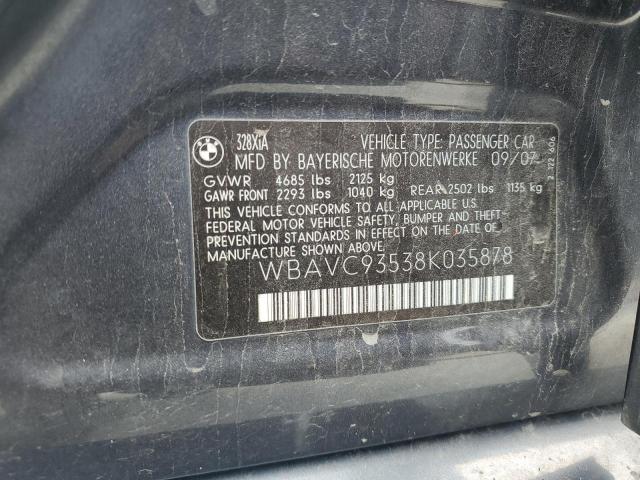 BMW
328XiA VEHICLE TYPE: PASSENGER CAR
MFD BY BAYERISCHE MOTORENWERKE 09/07
GVWR 4685 lbs 2125 kg
GAWR FRONT 2293 lbs 1040 kg REAR 2502 lbs 1135 kg
THIS VEHICLE CONFORMS TO ALL APPLICABLE U.S.
FEDERAL MOTOR VEHICLE SAFETY, BUMPER AND THEFT-
PREVENTION STANDARDS IN EFFECT ON THE DATE OF
MANUFACTURE SHOWN ABOVE.
WBAVC93538K035878